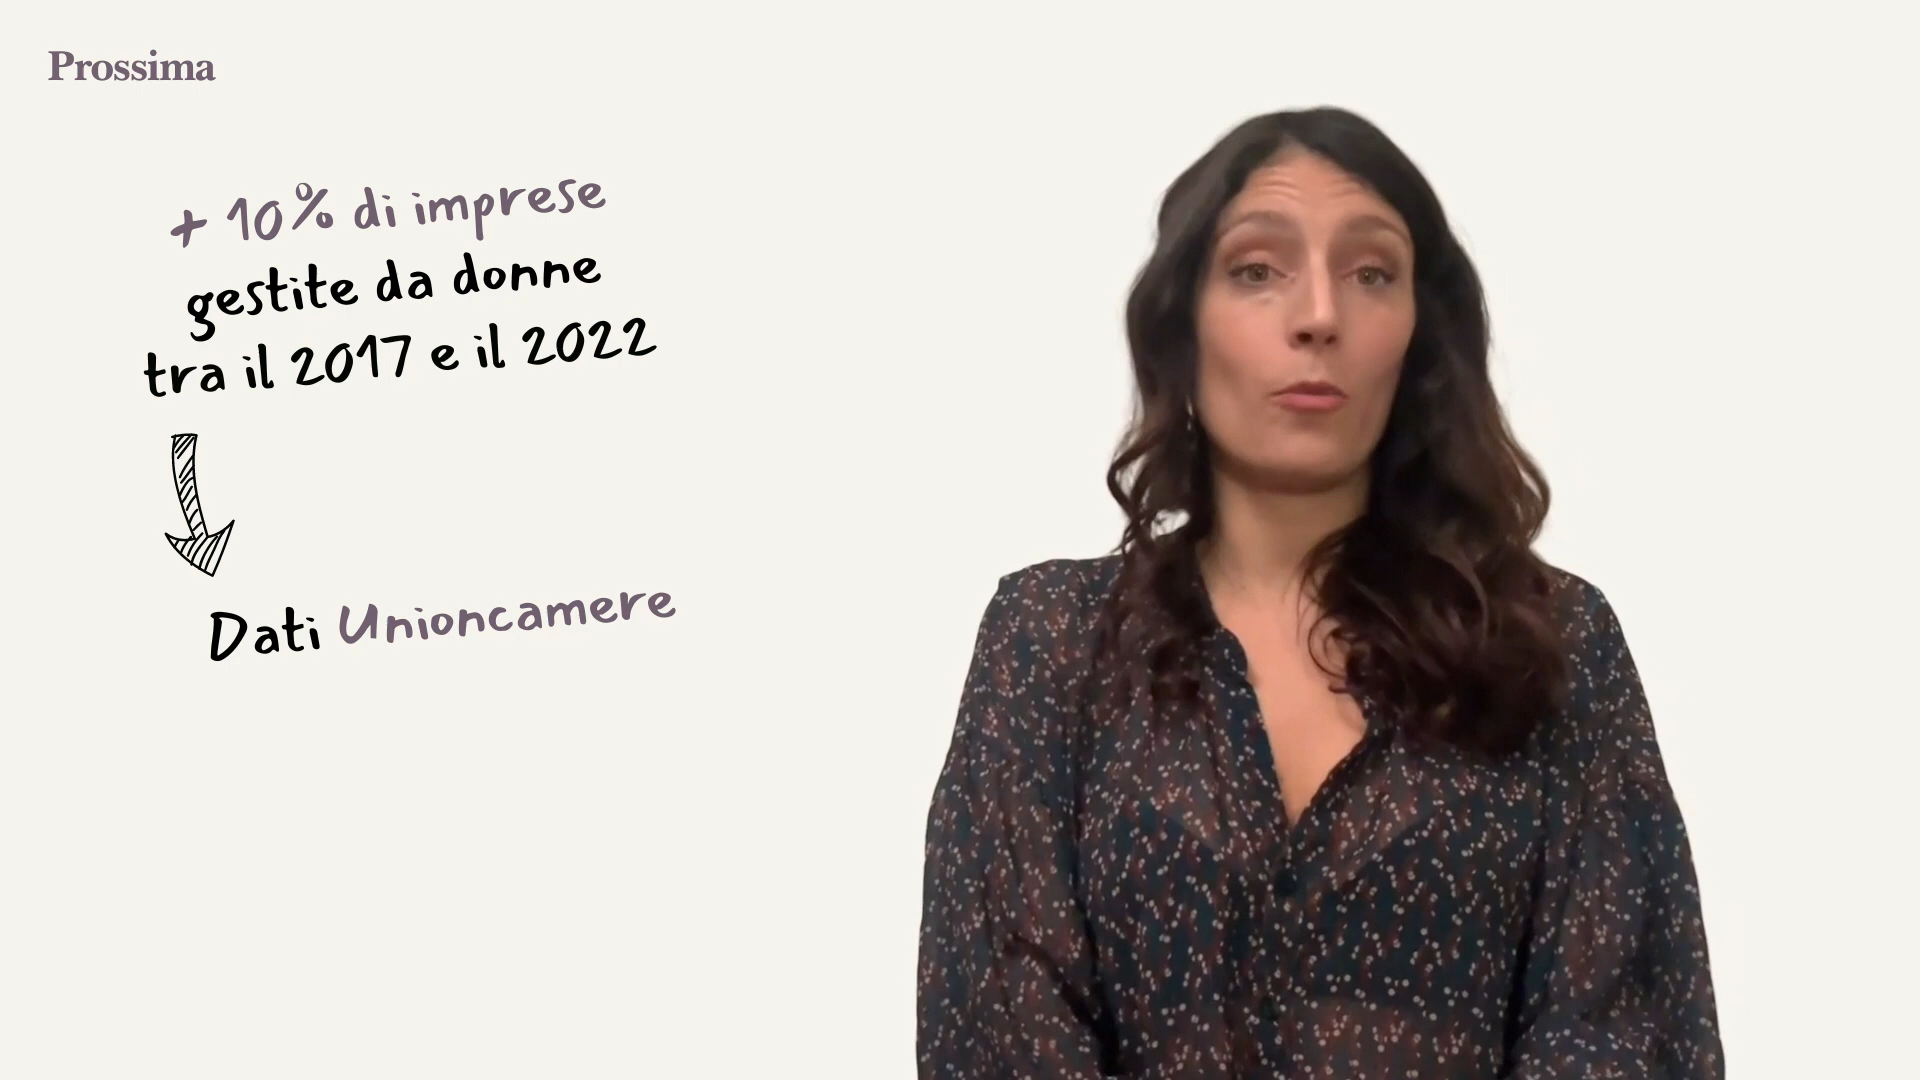 Prossima
+ 10% di imprese
gestite da donne
tra il 2017 e il 2022
Dati Unioncamere